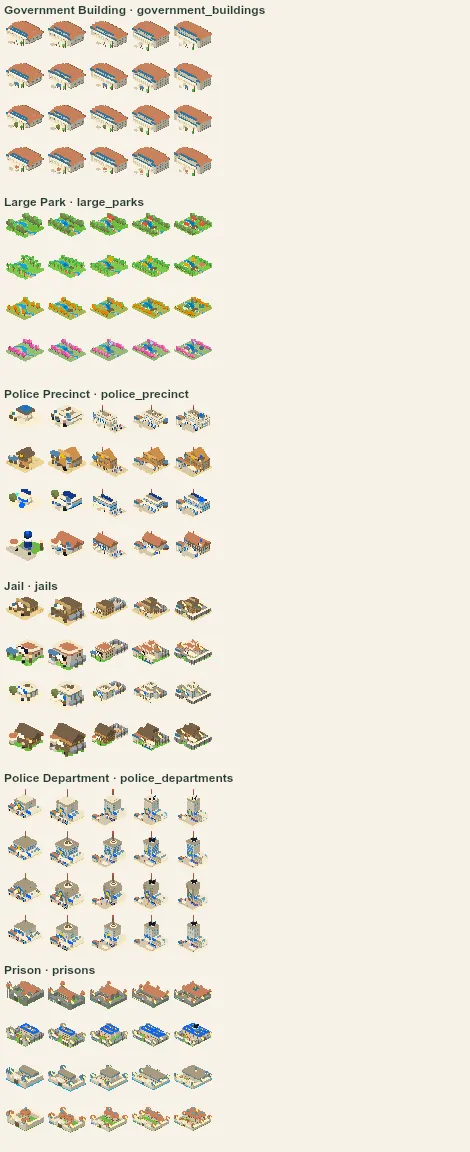 Government Building · government_buildings
Large Park · large_parks
Police Precinct · police_precinct
Jail · jails
Police Department · police_departments
Prison · prisons